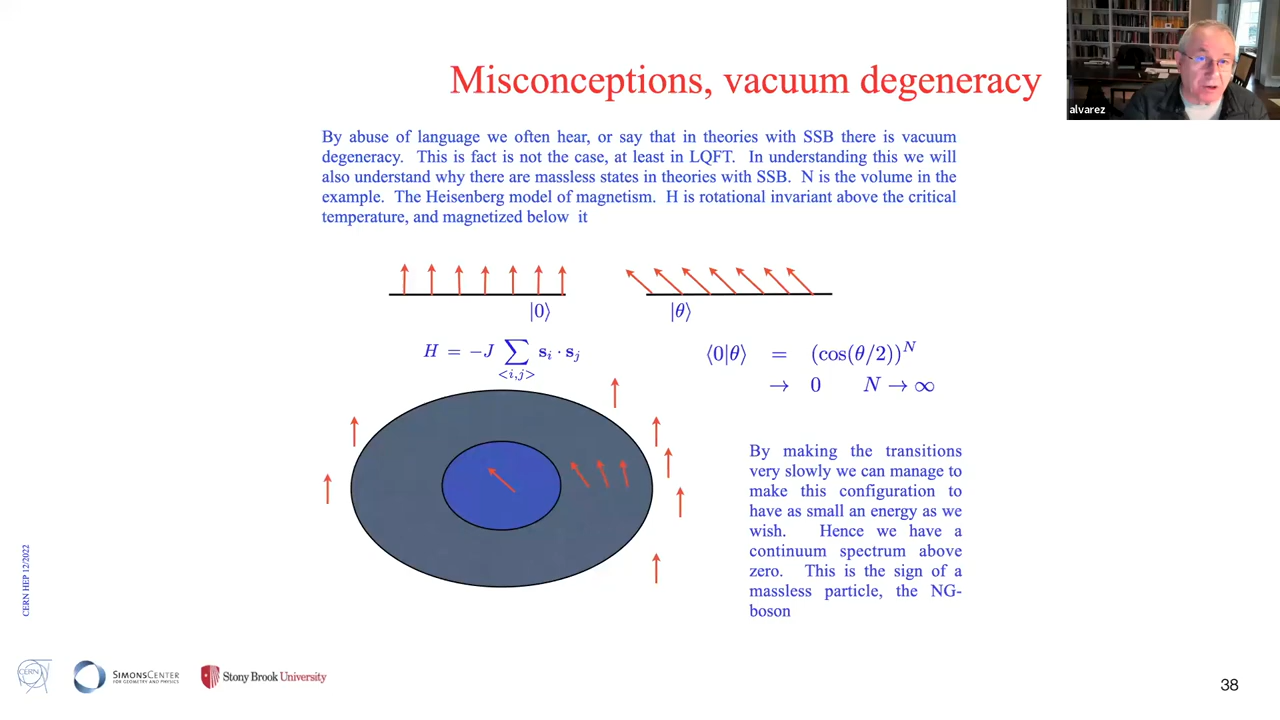 Misconceptions, vacuum degeneracy
alvarez
By abuse of language we often hear, or say that in theories with SSB there is vacuum
degeneracy. This is fact is not the case, at least in LQFT. In understanding this we will
also understand why there are massless states in theories with SSB. N is the volume in the
example. The Heisenberg model of magnetism. H is rotational invariant above the critical
temperature, and magnetized below it
|0⟩
|θ⟩
H = −J ∑ s_i · s_j
<i,j>
⟨0|θ⟩ = (cos(θ/2))^N
→ 0 N → ∞
By making the transitions
very slowly we can manage to
make this configuration to
have as small an energy as we
wish. Hence we have a
continuum spectrum above
zero. This is the sign of a
massless particle, the NG-
boson
CERN HEP 12/2022
CERN
SIMONS CENTER
FOR GEOMETRY AND PHYSICS
Stony Brook University
38